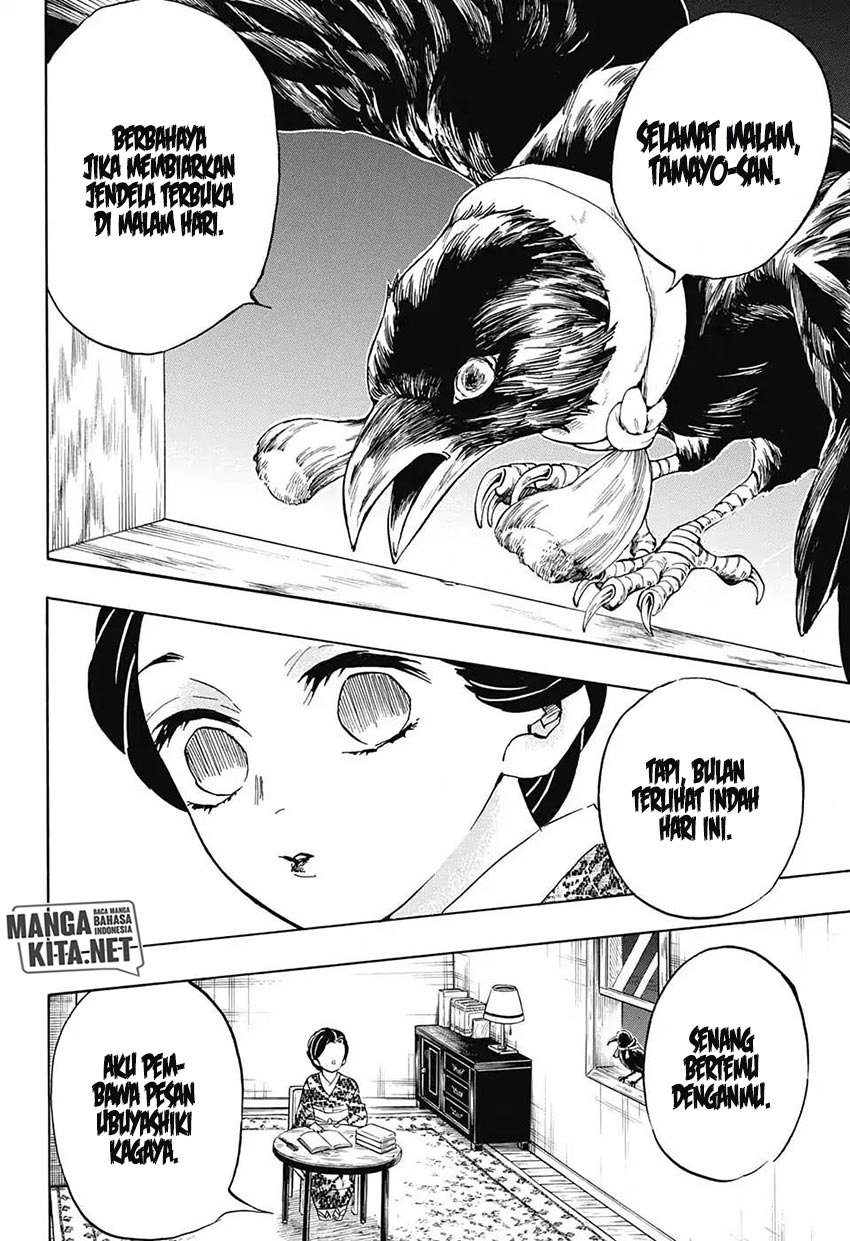 SELAMAT MALAM,
TAMAYO-SAN.
BERBAHAYA
JIKA MEMBIARKAN
JENDELA TERBUKA
DI MALAM HARI.
TAPI, BULAN
TERLIHAT INDAH
HARI INI.
SENANG
BERTEMU
DENGANMU.
AKU PEM-
BAWA PESAN
UBUYASHIKI
KAGAYA.
MANGA
KITA.NET
BACA MANGA
BAHASA
INDONESIA